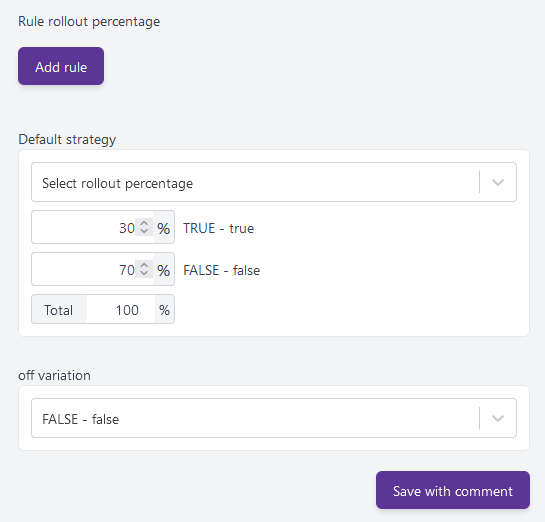 Rule rollout percentage
Add rule
Default strategy
Select rollout percentage
30 % TRUE - true
70 % FALSE - false
Total 100 %
off variation
FALSE - false
Save with comment